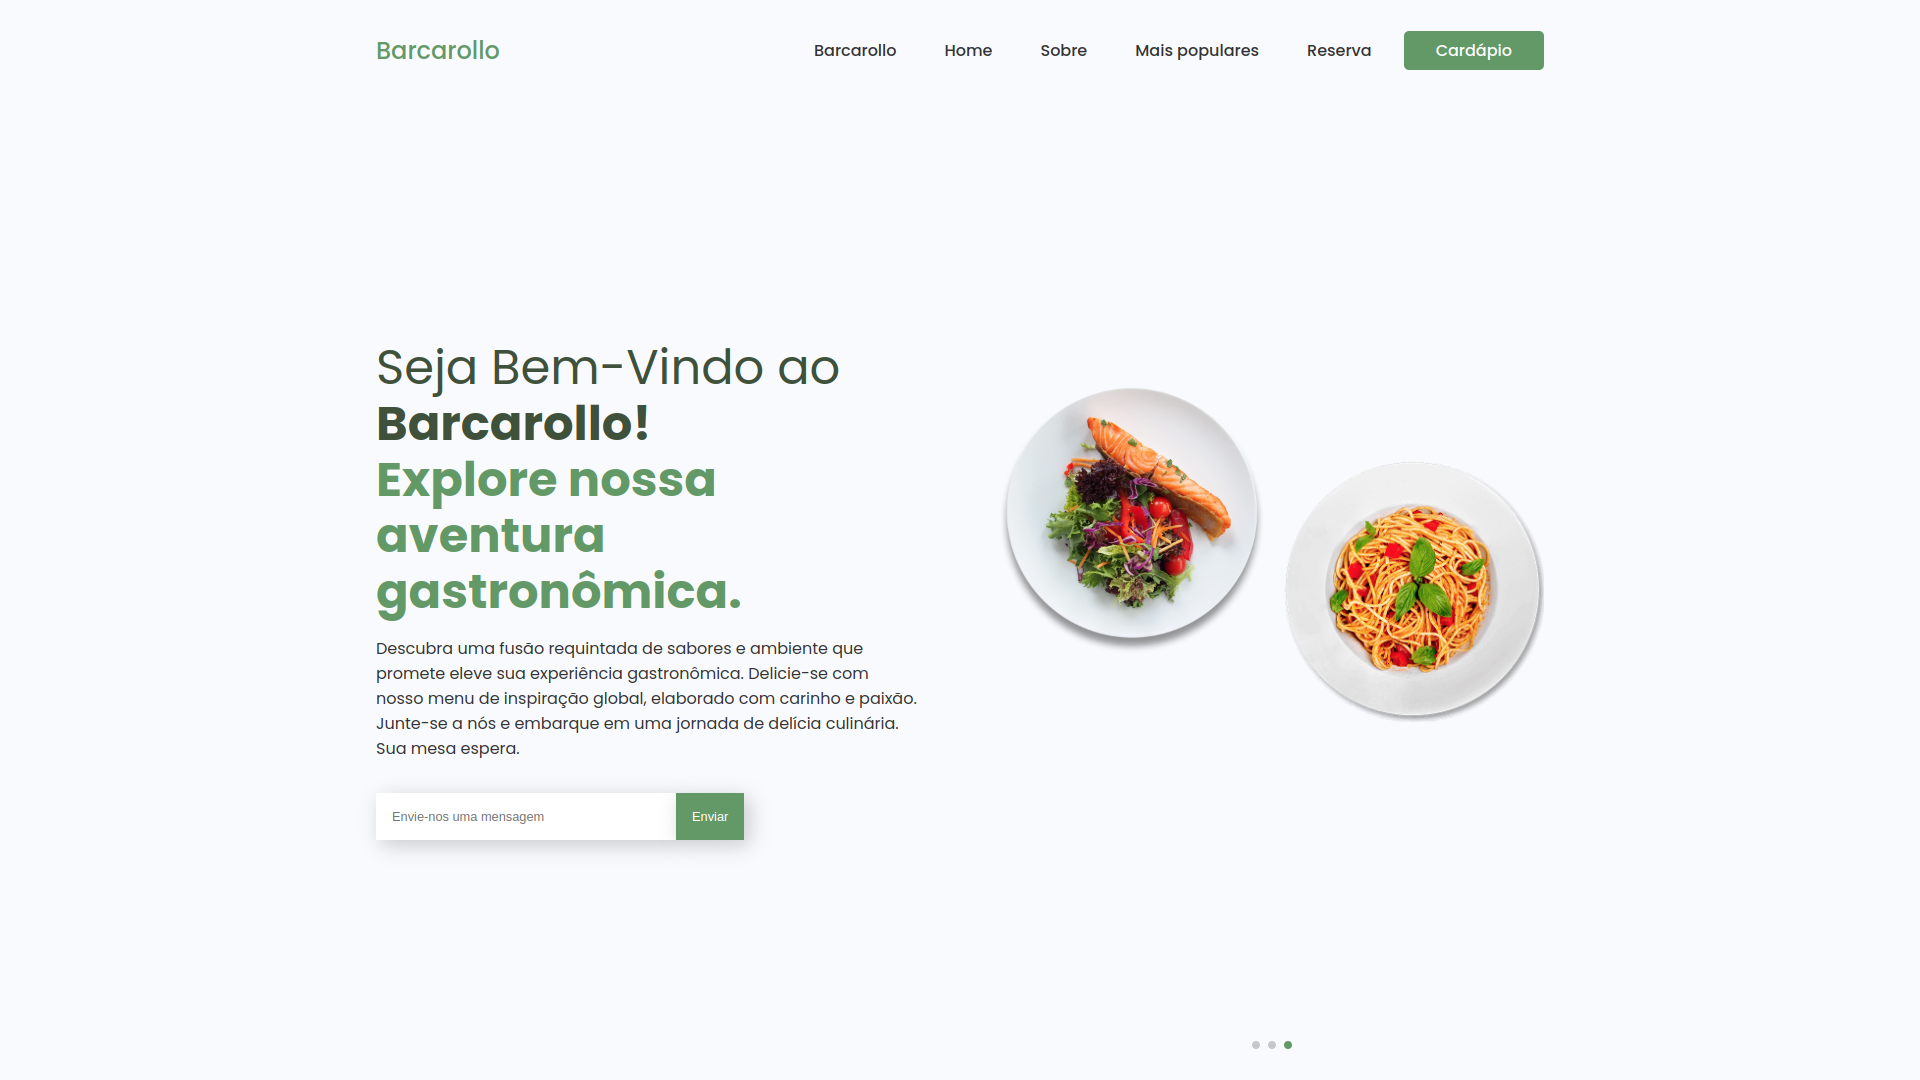 Barcarollo
Barcarollo Home Sobre Mais populares Reserva Cardápio
Seja Bem-Vindo ao
Barcarollo!
Explore nossa
aventura
gastronômica.
Descubra uma fusão requintada de sabores e ambiente que
promete eleve sua experiência gastronômica. Delicie-se com
nosso menu de inspiração global, elaborado com carinho e paixão.
Junte-se a nós e embarque em uma jornada de delícia culinária.
Sua mesa espera.
Envie-nos uma mensagem Enviar